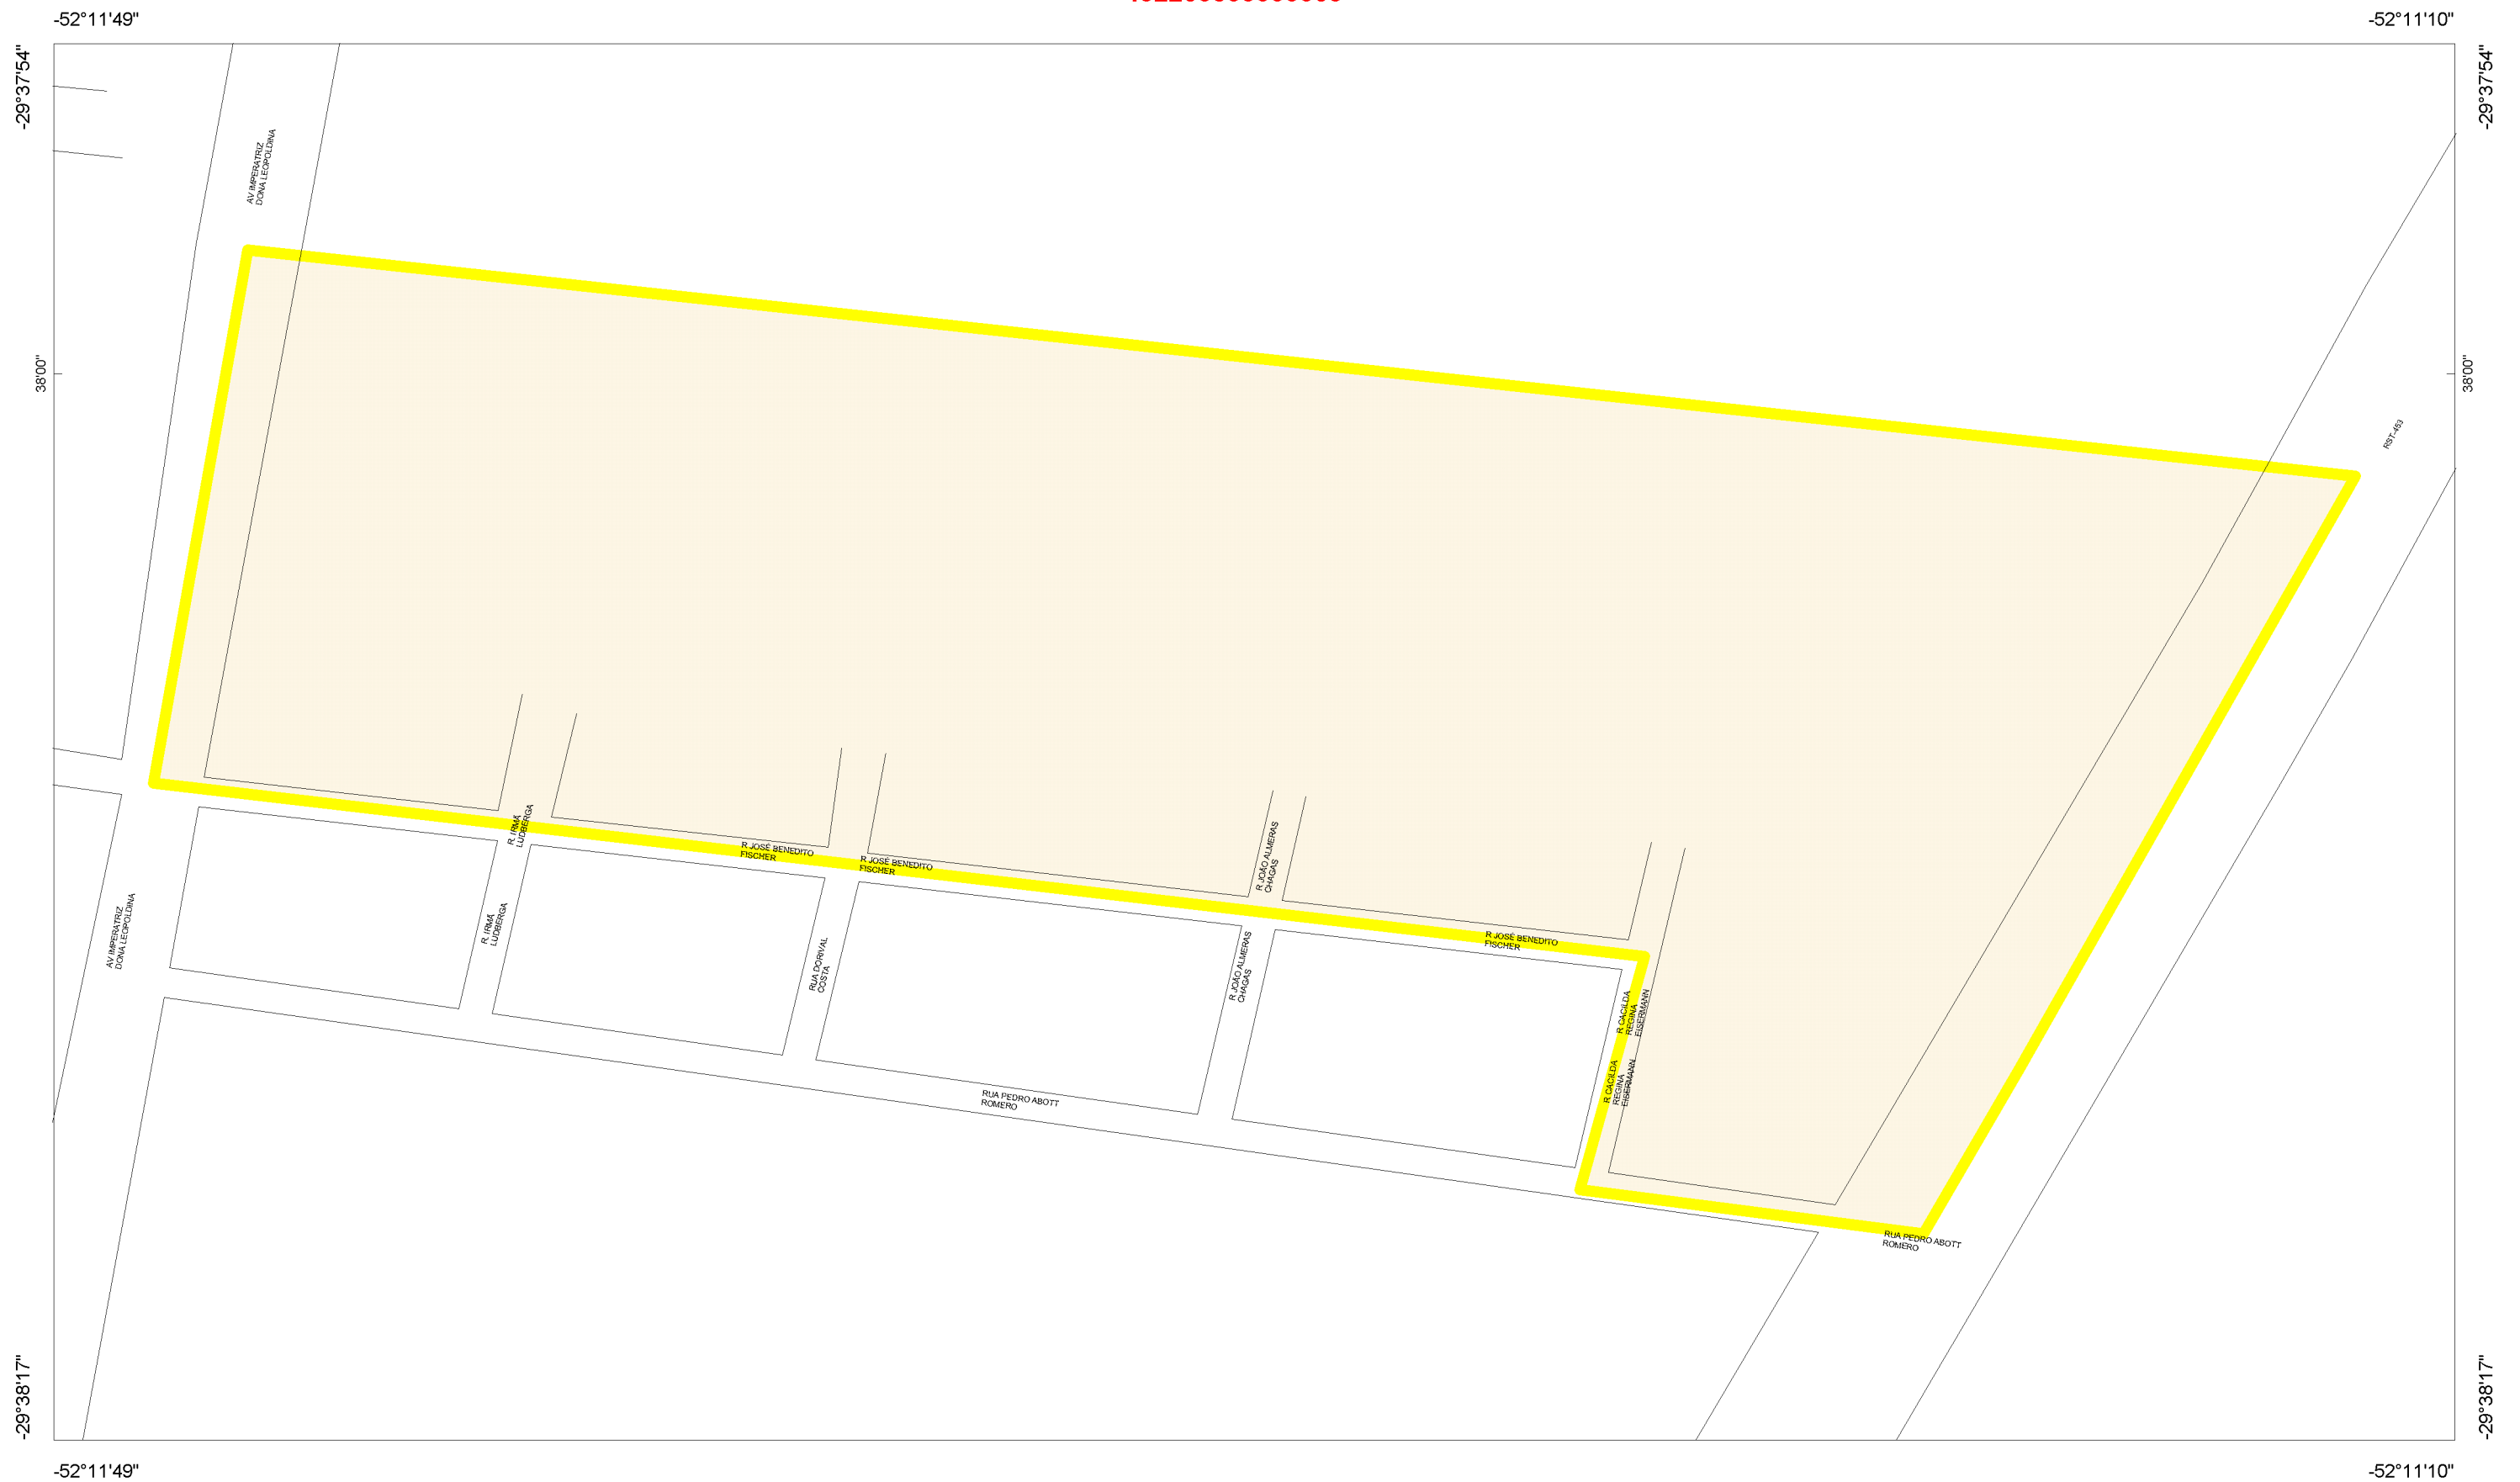 -52°11'49"
-52°11'10"
-29°37'54"
-29°37'54"
AV IMPERATRIZ
DONA LEOPOLDINA
38'00"
38'00"
RST-453
R. IRMÃ
LUDBERGA
R JOSÉ BENEDITO
FISCHER
R JOSÉ BENEDITO
FISCHER
R JOÃO ALMERAS
CHAGAS
AV IMPERATRIZ
DONA LEOPOLDINA
R. IRMÃ
LUDBERGA
RUA DORIVAL
COSTA
R JOÃO ALMERAS
CHAGAS
R JOSÉ BENEDITO
FISCHER
R CACILDA
REGINA
EISERMANN
R CACILDA
REGINA
EISERMANN
RUA PEDRO ABOTT
ROMERO
RUA PEDRO ABOTT
ROMERO
-29°38'17"
-29°38'17"
-52°11'49"
-52°11'10"